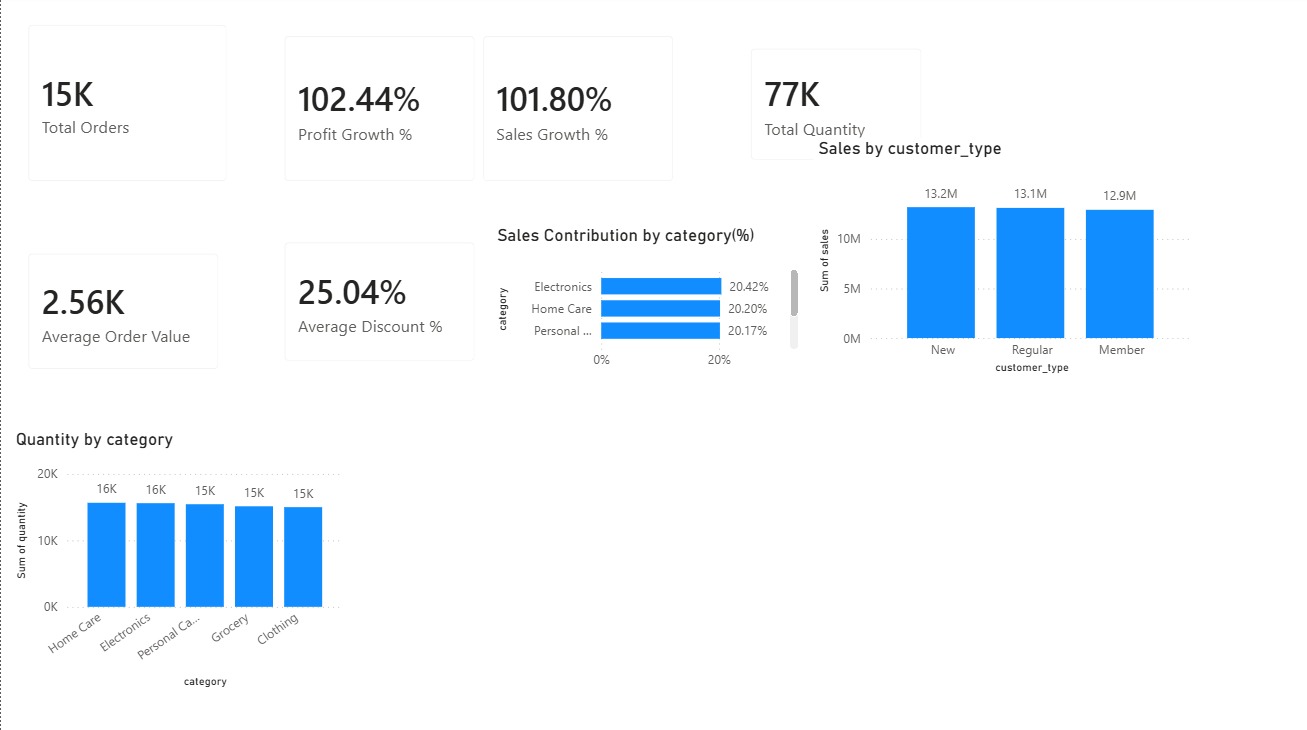 15K
Total Orders
102.44%
Profit Growth %
101.80%
Sales Growth %
77K
Total Quantity
2.56K
Average Order Value
25.04%
Average Discount %
Sales Contribution by category(%)
category
Electronics
20.42%
Home Care
20.20%
Personal ...
20.17%
0%
20%
Sales by customer_type
Sum of sales
10M
5M
0M
13.2M
13.1M
12.9M
New
Regular
Member
customer_type
Quantity by category
Sum of quantity
20K
10K
0K
16K
16K
15K
15K
15K
Home Care
Electronics
Personal Ca...
Grocery
Clothing
category